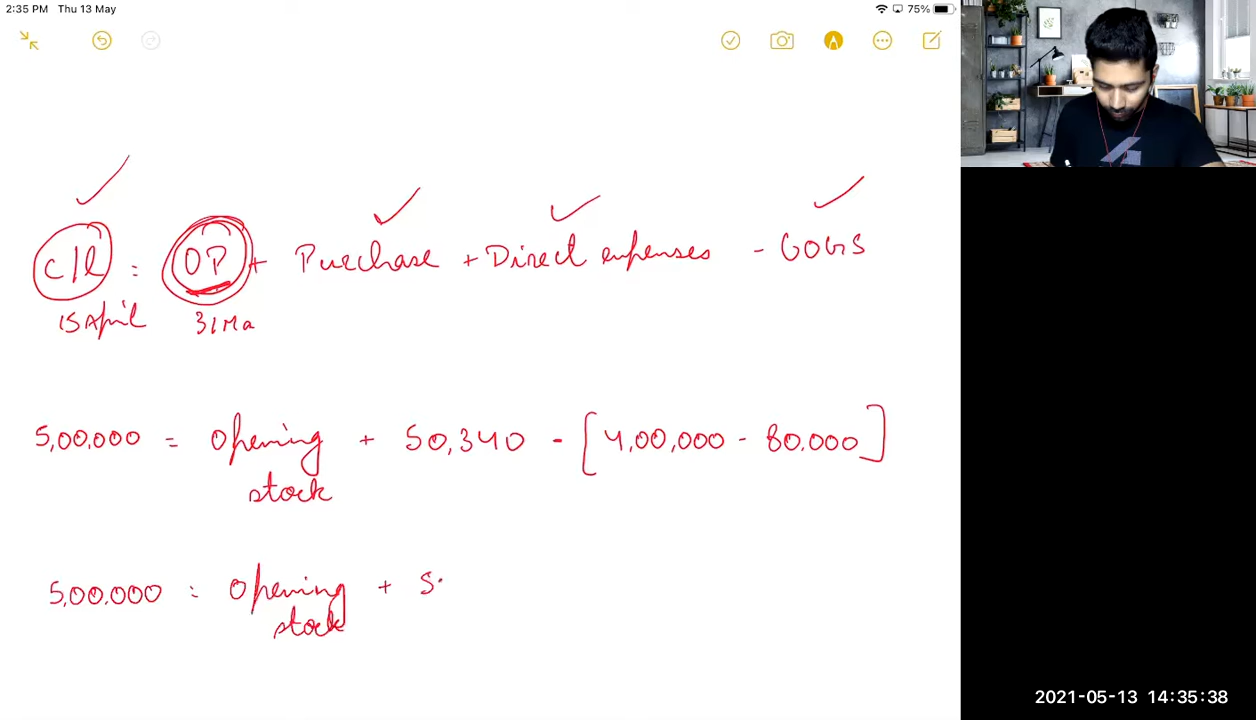 2:35 PM Thu 13 May 75%
C/l : OP + Purchase + Direct expenses - COGS
15 April 31 Ma
5,00,000 = Opening stock + 50,340 - [4,00,000 - 80,000]
5,00,000 : Opening stock + 5.
2021-05-13 14:35:38